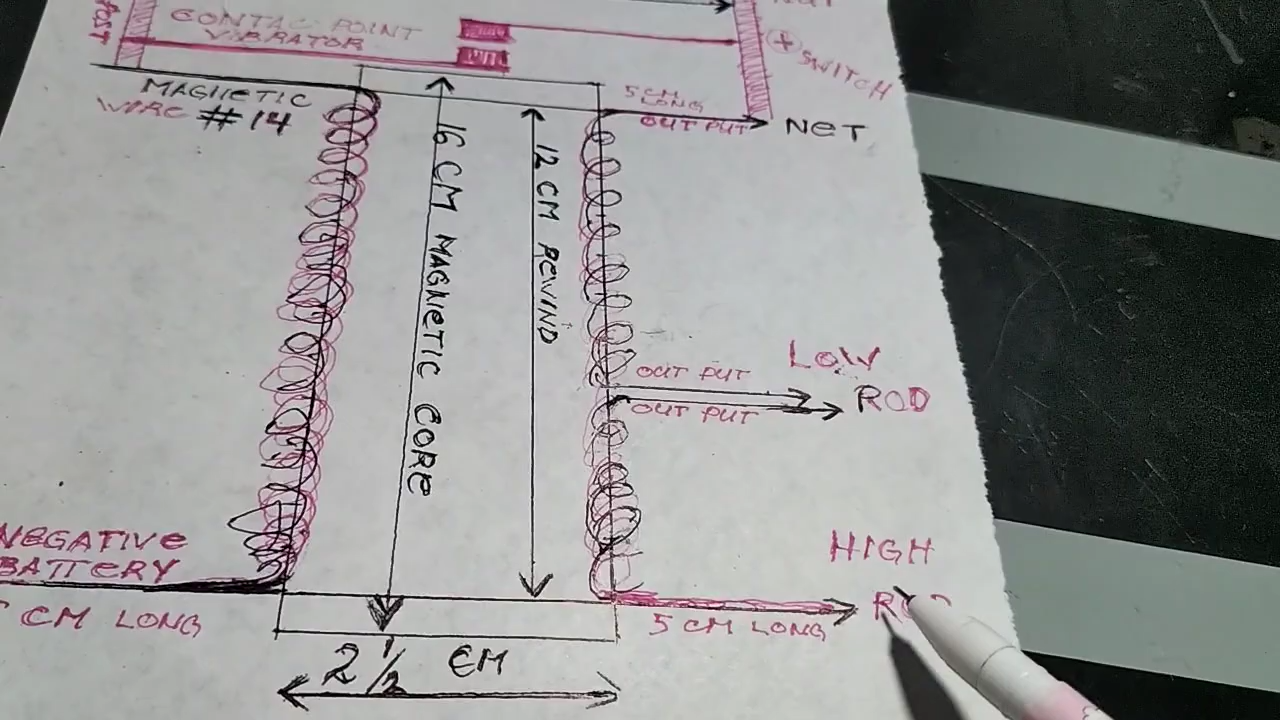 POST
CONTAC POINT
VIBRATOR
+
SWITCH
MAGNETIC
WIRE #14
5 CM
LONG
OUT PUT
NET
16 CM MAGNETIC CORE
12 CM REWIND
LOW
OUT PUT
OUT PUT
ROD
NEGATIVE
BATTERY
CM LONG
HIGH
5 CM LONG
2 1/2 CM